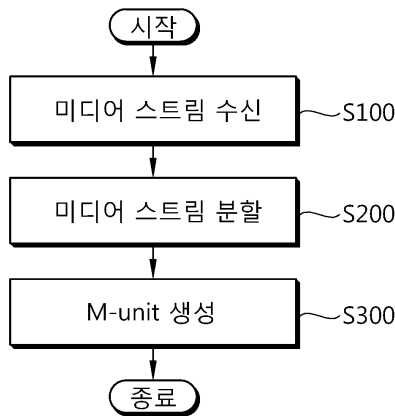 시작
미디어 스트림 수신
S100
미디어 스트림 분할
S200
M-unit 생성
S300
종료